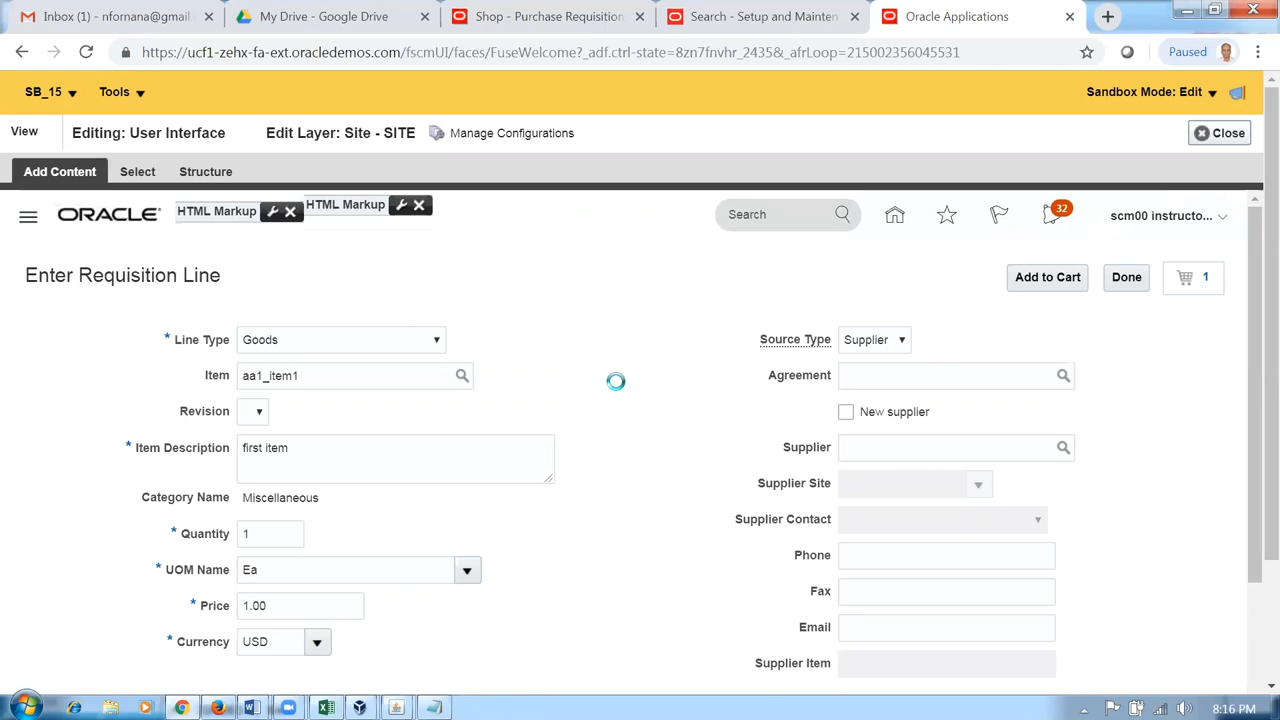 Inbox (1) - nfornana@gmai
My Drive - Google Drive
Shop - Purchase Requisition
Search - Setup and Mainten
Oracle Applications
https://ucf1-zehx-fa-ext.oracledemos.com/fscmUI/faces/FuseWelcome?_adf.ctrl-state=8zn7fnvhr_2435&_afrLoop=215002356045531
Paused
SB_15
Tools
Sandbox Mode: Edit
View
Editing: User Interface
Edit Layer: Site - SITE
Manage Configurations
Close
Add Content
Select
Structure
ORACLE
HTML Markup
HTML Markup
Search
32
scm00 instructo...
Enter Requisition Line
Add to Cart
Done
1
* Line Type Goods
Source Type Supplier
Item aa1_item1
Agreement
Revision
New supplier
* Item Description first item
Supplier
Category Name Miscellaneous
Supplier Site
* Quantity 1
Supplier Contact
* UOM Name Ea
Phone
* Price 1.00
Fax
* Currency USD
Email
Supplier Item
8:16 PM